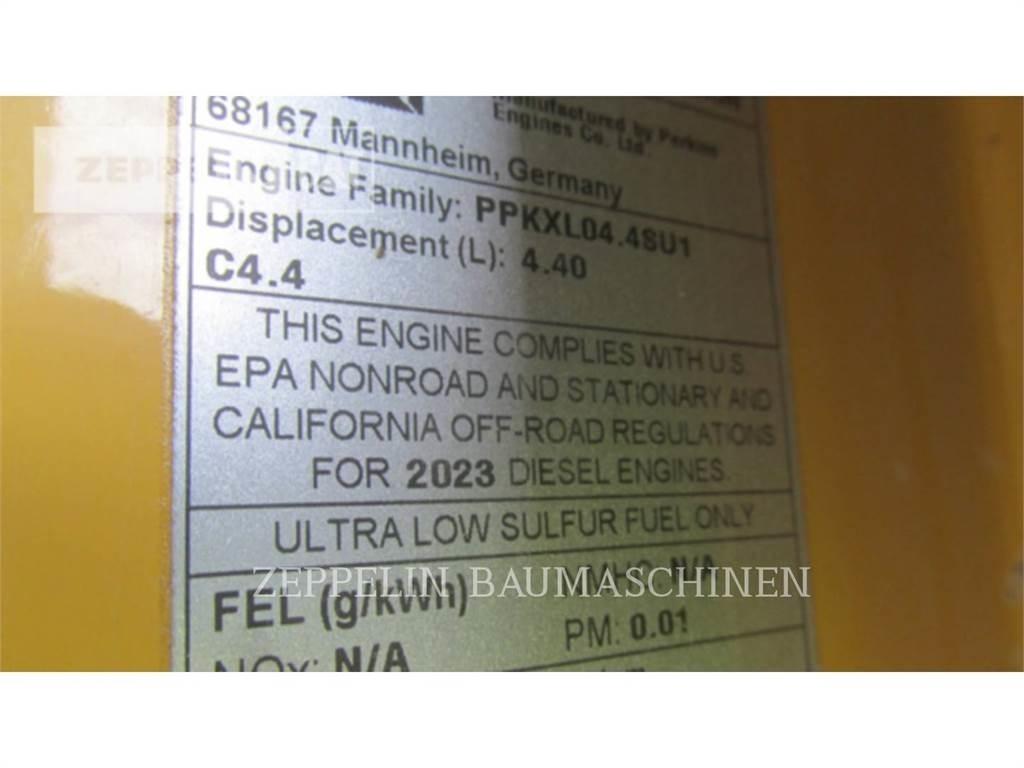 Manufactured by Perkins
Engines Co. Ltd.
68167 Mannheim, Germany
Engine Family: PPKXL04.4SU1
Displacement (L): 4.40
C4.4
THIS ENGINE COMPLIES WITH U.S.
EPA NONROAD AND STATIONARY AND
CALIFORNIA OFF-ROAD REGULATIONS
FOR 2023 DIESEL ENGINES.
ULTRA LOW SULFUR FUEL ONLY
ZEPPELIN BAUMASCHINEN
FEL (g/kWh) N/A
PM: 0.01
NOx: N/A